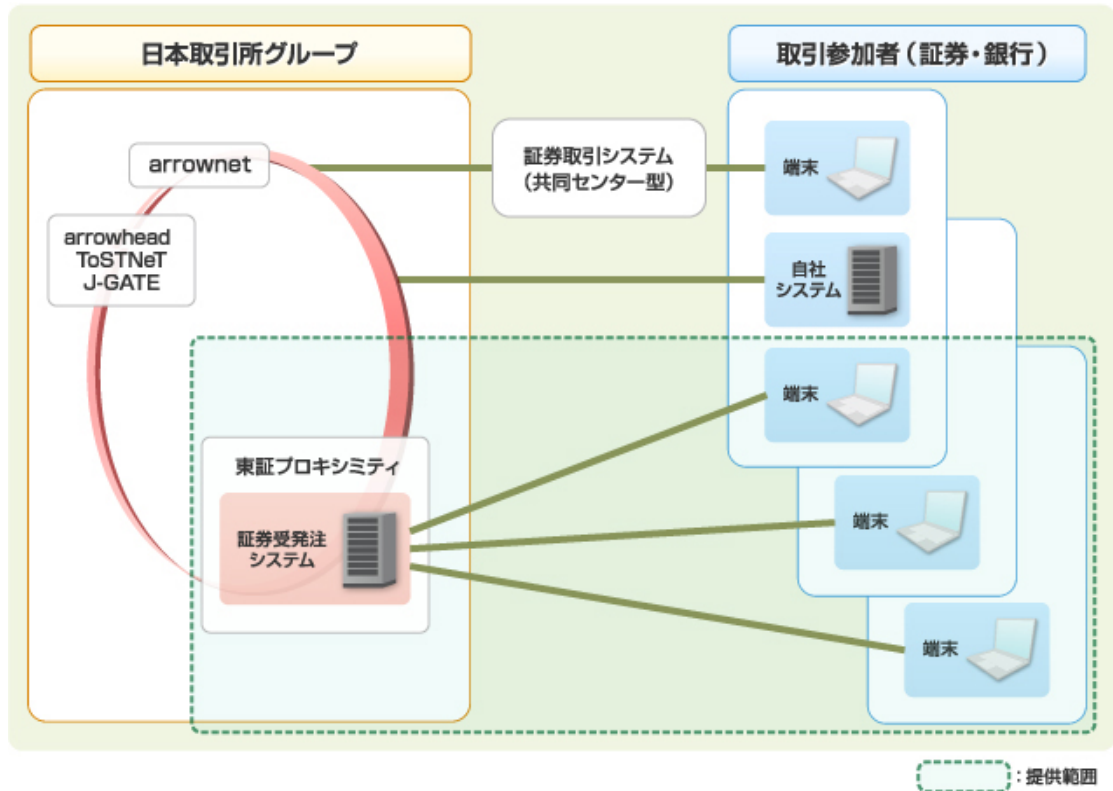 日本取引所グループ
取引参加者（証券・銀行）
arrownet
証券取引システム
（共同センター型）
端末
arrowhead
ToSTNeT
J-GATE
自社
システム
端末
東証プロキシミティ
証券受発注
システム
端末
端末
：提供範囲